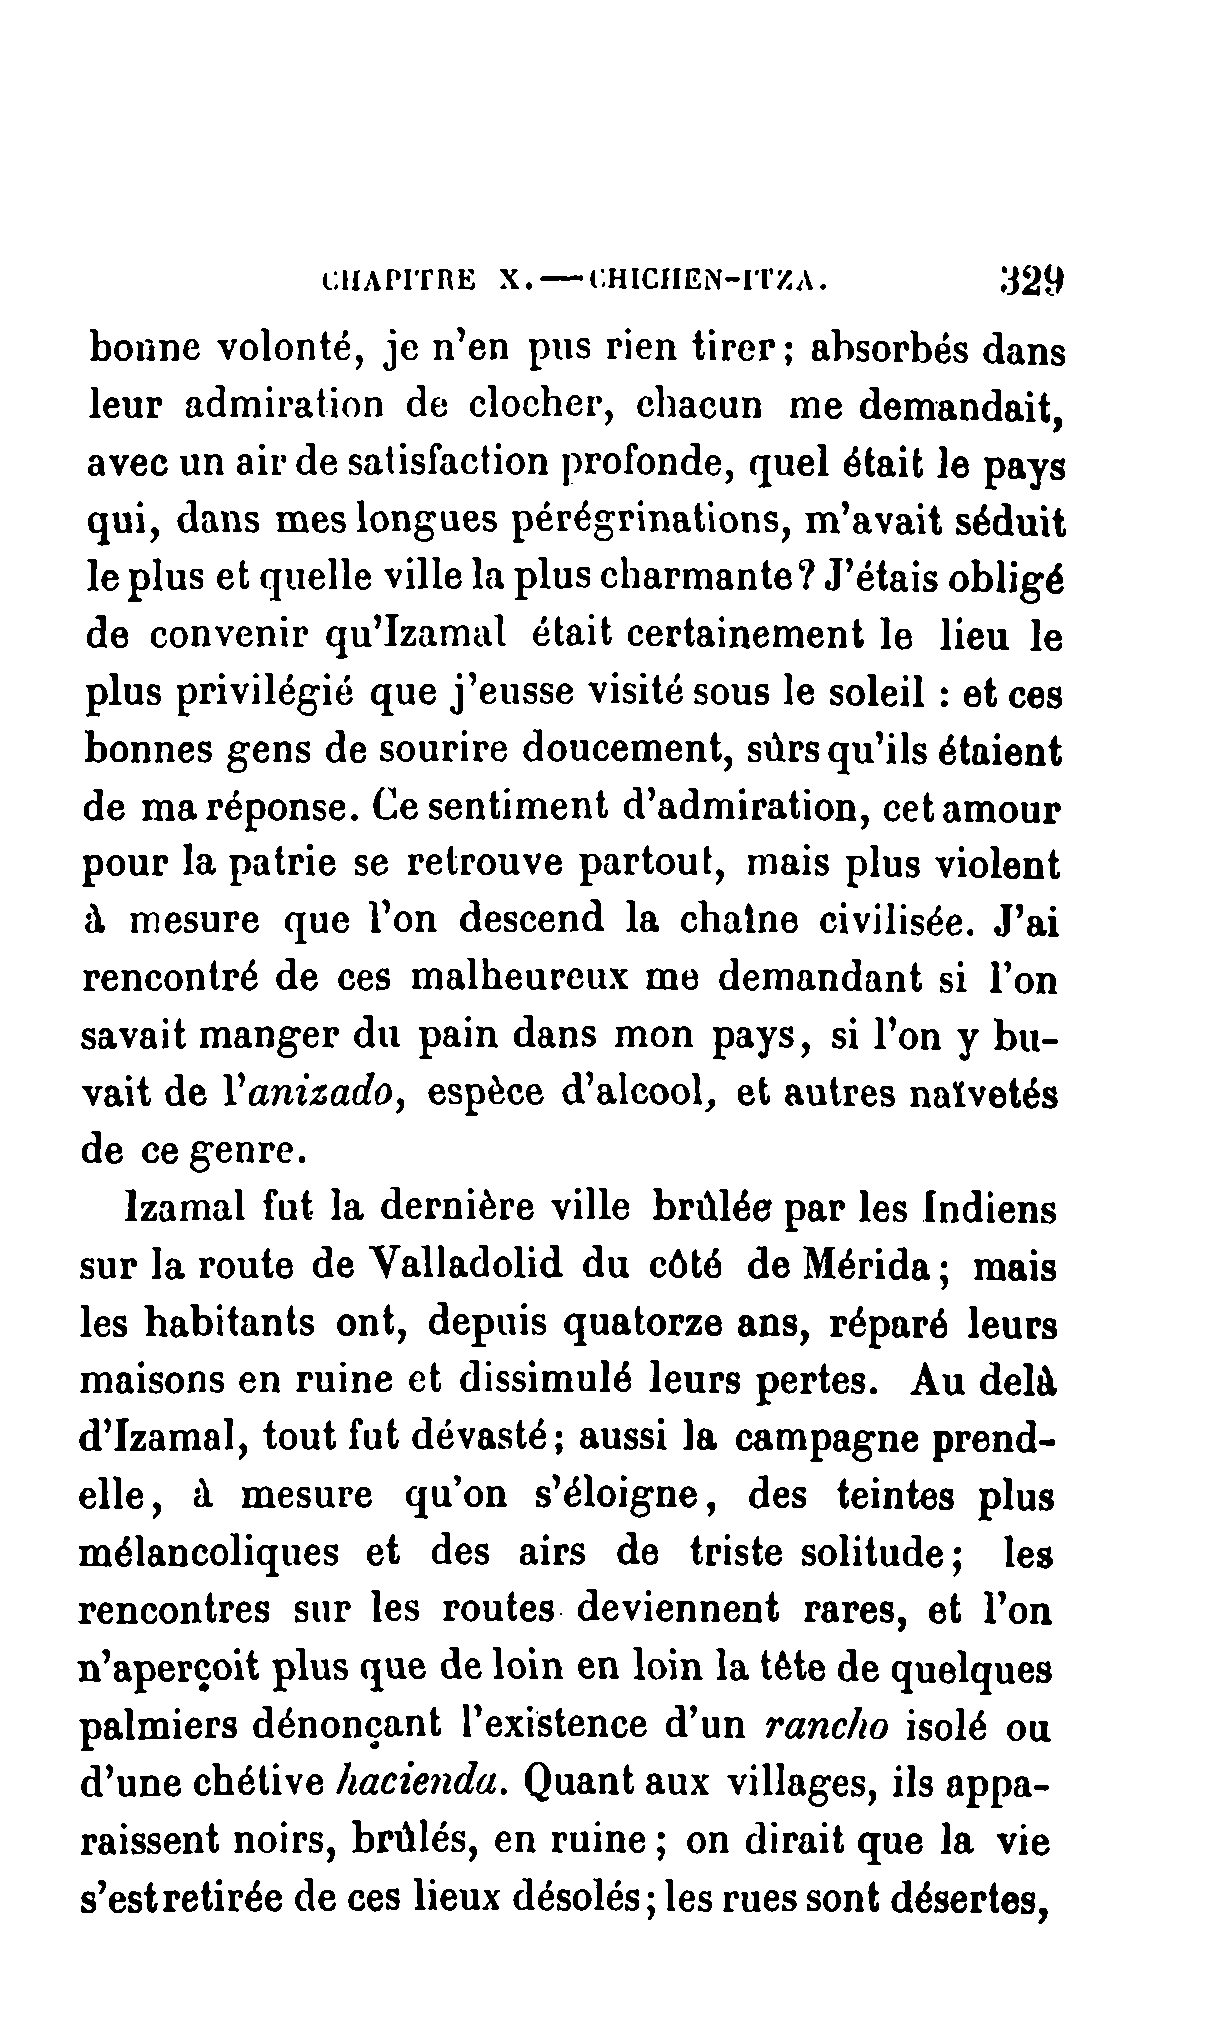 CHAPITRE X.—CHICHEN-ITZA. 329
bonne volonté, je n'en pus rien tirer; absorbés dans
leur admiration de clocher, chacun me demandait,
avec un air de satisfaction profonde, quel était le pays
qui, dans mes longues pérégrinations, m'avait séduit
le plus et quelle ville la plus charmante? J'étais obligé
de convenir qu'Izamal était certainement le lieu le
plus privilégié que j'eusse visité sous le soleil : et ces
bonnes gens de sourire doucement, sûrs qu'ils étaient
de ma réponse. Ce sentiment d'admiration, cet amour
pour la patrie se retrouve partout, mais plus violent
à mesure que l'on descend la chaîne civilisée. J'ai
rencontré de ces malheureux me demandant si l'on
savait manger du pain dans mon pays, si l'on y bu-
vait de l'anizado, espèce d'alcool, et autres naïvetés
de ce genre.
Izamal fut la dernière ville brûlée par les Indiens
sur la route de Valladolid du côté de Mérida; mais
les habitants ont, depuis quatorze ans, réparé leurs
maisons en ruine et dissimulé leurs pertes. Au delà
d'Izamal, tout fut dévasté; aussi la campagne prend-
elle, à mesure qu'on s'éloigne, des teintes plus
mélancoliques et des airs de triste solitude; les
rencontres sur les routes deviennent rares, et l'on
n'aperçoit plus que de loin en loin la tête de quelques
palmiers dénonçant l'existence d'un rancho isolé ou
d'une chétive hacienda. Quant aux villages, ils appa-
raissent noirs, brûlés, en ruine; on dirait que la vie
s'est retirée de ces lieux désolés; les rues sont désertes,